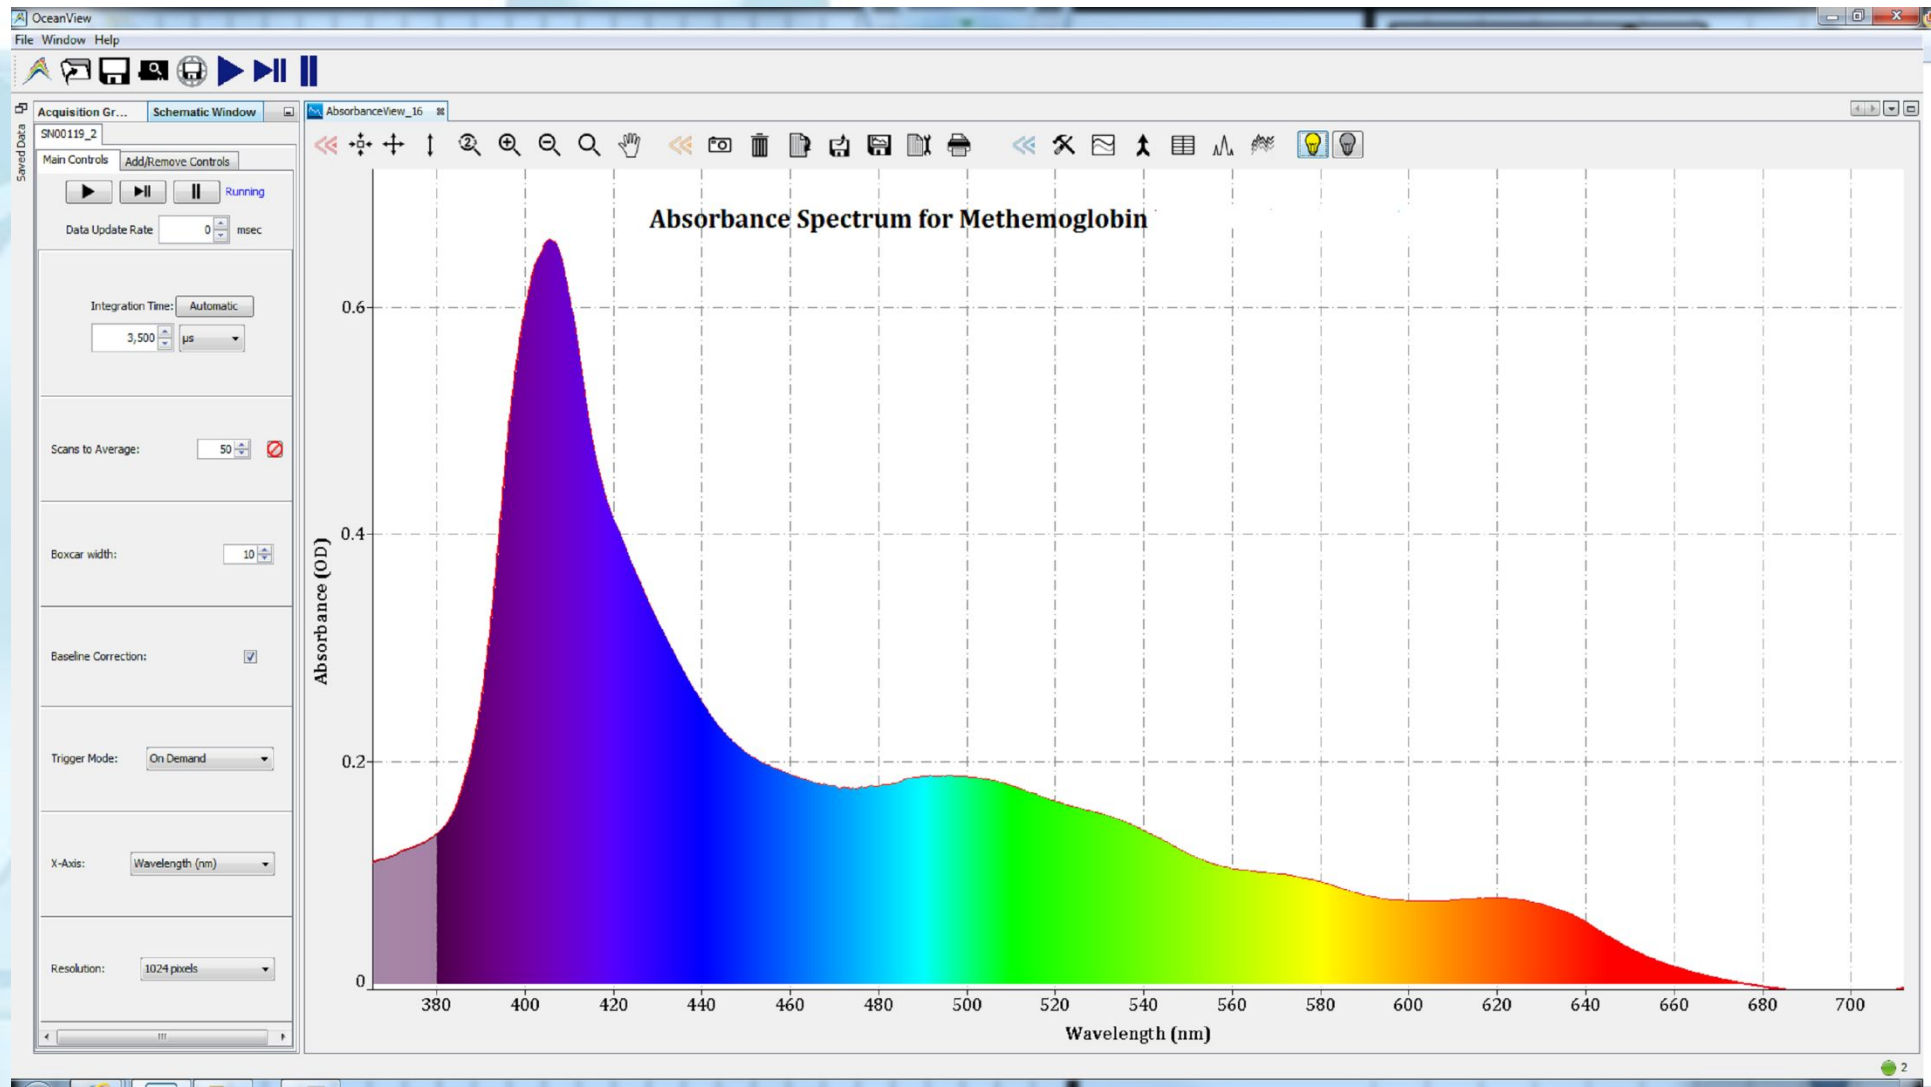 OceanView
File Window Help
Acquisition Gr... Schematic Window
AbsorbanceView_16
Saved Data
SN00119_2
Main Controls Add/Remove Controls
Running
Data Update Rate 0 msec
Integration Time: Automatic
3,500 µs
Scans to Average: 50
Boxcar width: 10
Baseline Correction:
Trigger Mode: On Demand
X-Axis: Wavelength (nm)
Resolution: 1024 pixels
Absorbance Spectrum for Methemoglobin
0.6
0.4
0.2
0
Absorbance (OD)
380 400 420 440 460 480 500 520 540 560 580 600 620 640 660 680 700
Wavelength (nm)
2